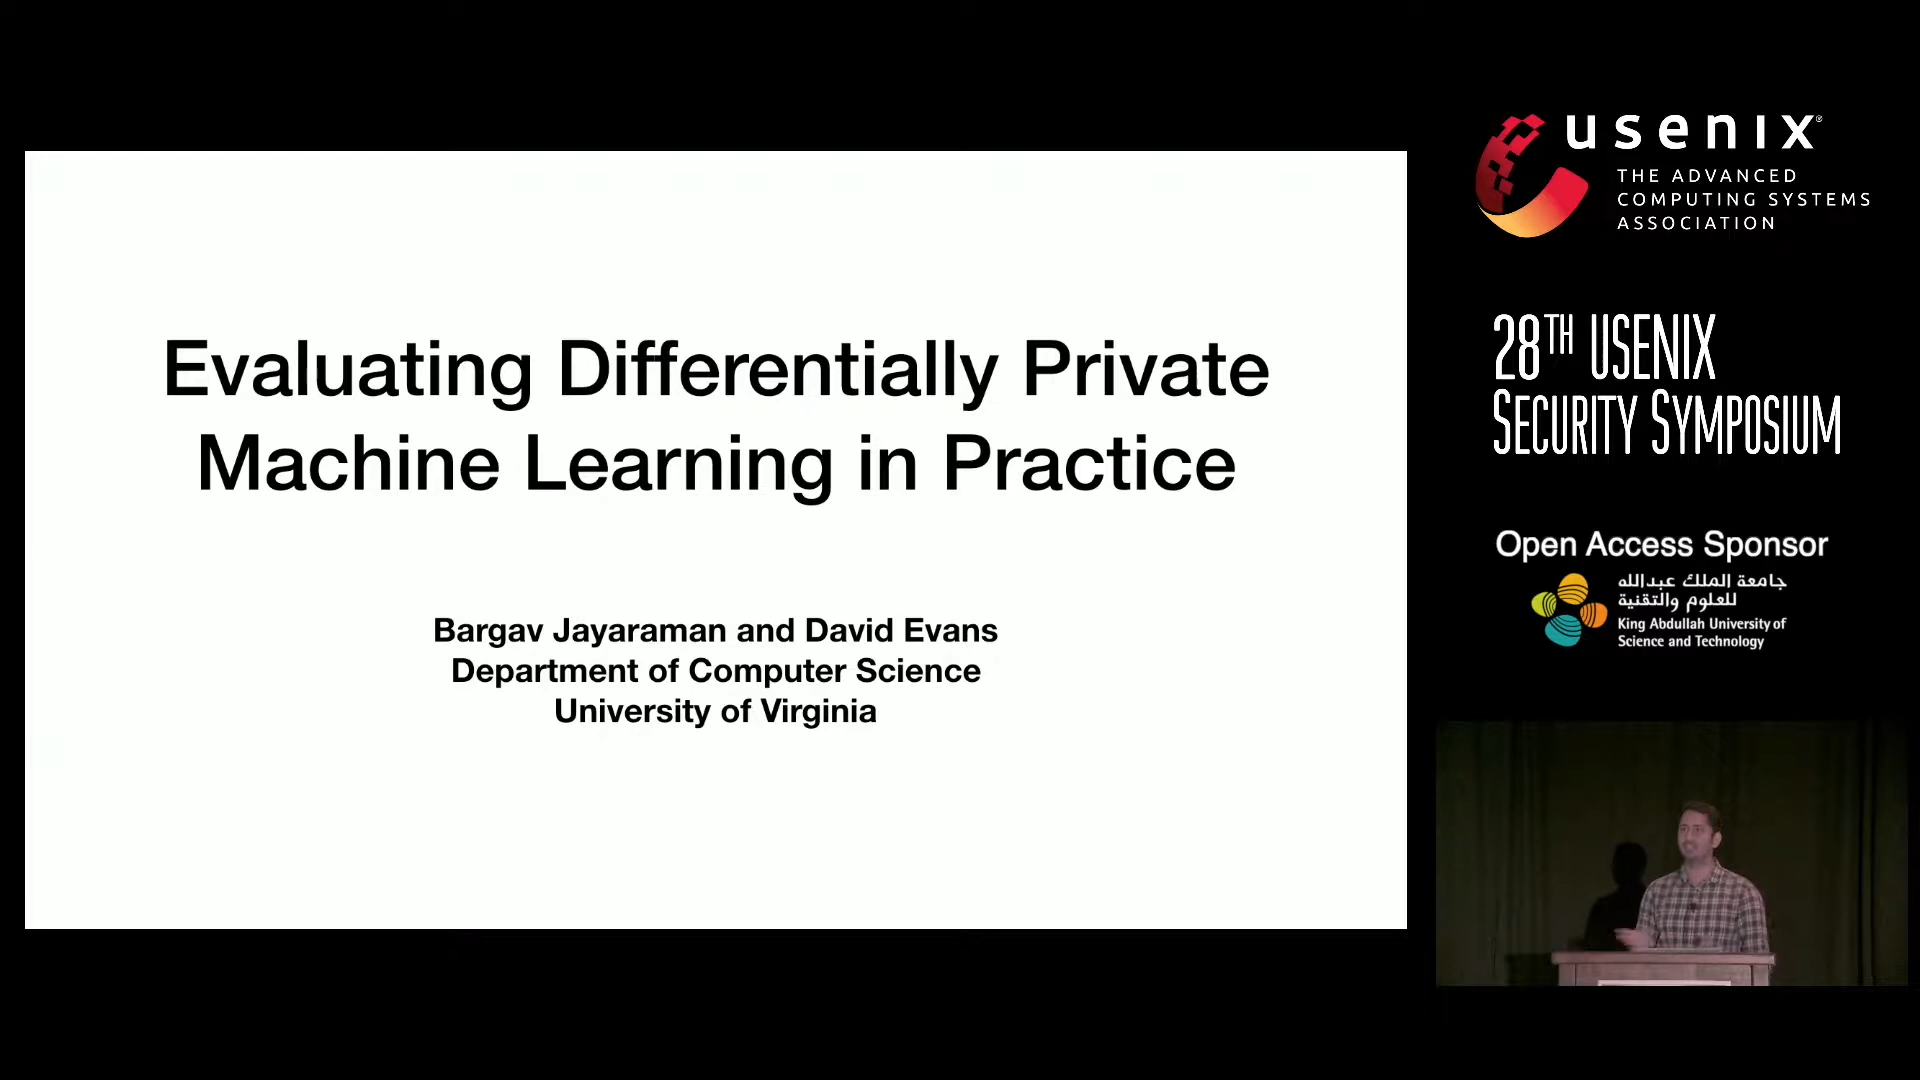 Evaluating Differentially Private
Machine Learning in Practice
Bargav Jayaraman and David Evans
Department of Computer Science
University of Virginia
usenix®
THE ADVANCED
COMPUTING SYSTEMS
ASSOCIATION
28TH USENIX
SECURITY SYMPOSIUM
Open Access Sponsor
جامعة الملك عبدالله
للعلوم والتقنية
King Abdullah University of
Science and Technology